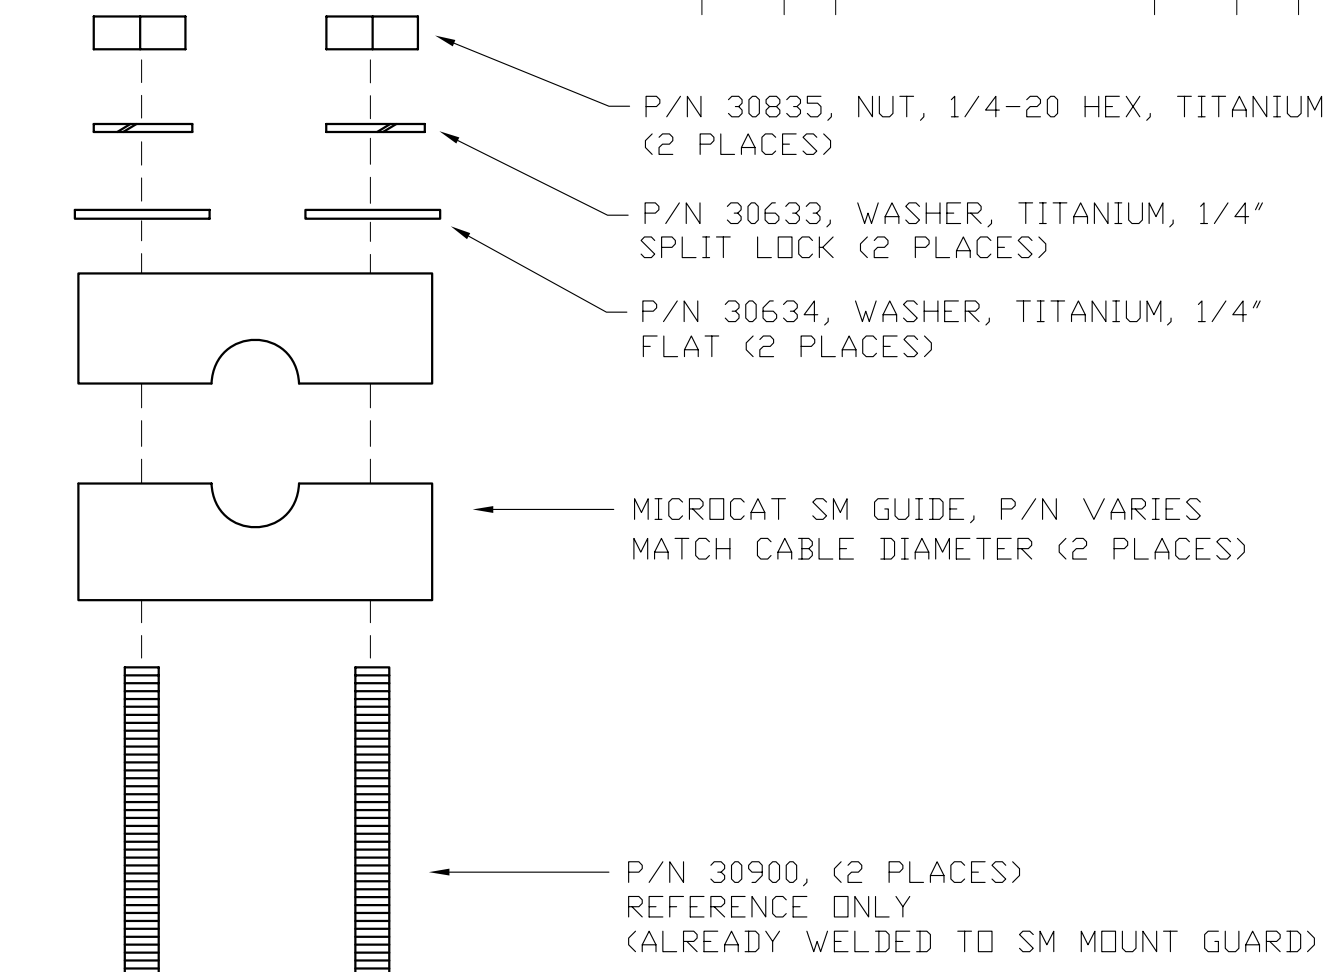 P/N 30835, NUT, 1/4-20 HEX, TITANIUM
(2 PLACES)
P/N 30633, WASHER, TITANIUM, 1/4"
SPLIT LOCK (2 PLACES)
P/N 30634, WASHER, TITANIUM, 1/4"
FLAT (2 PLACES)
MICROCAT SM GUIDE, P/N VARIES
MATCH CABLE DIAMETER (2 PLACES)
P/N 30900, (2 PLACES)
REFERENCE ONLY
(ALREADY WELDED TO SM MOUNT GUARD)